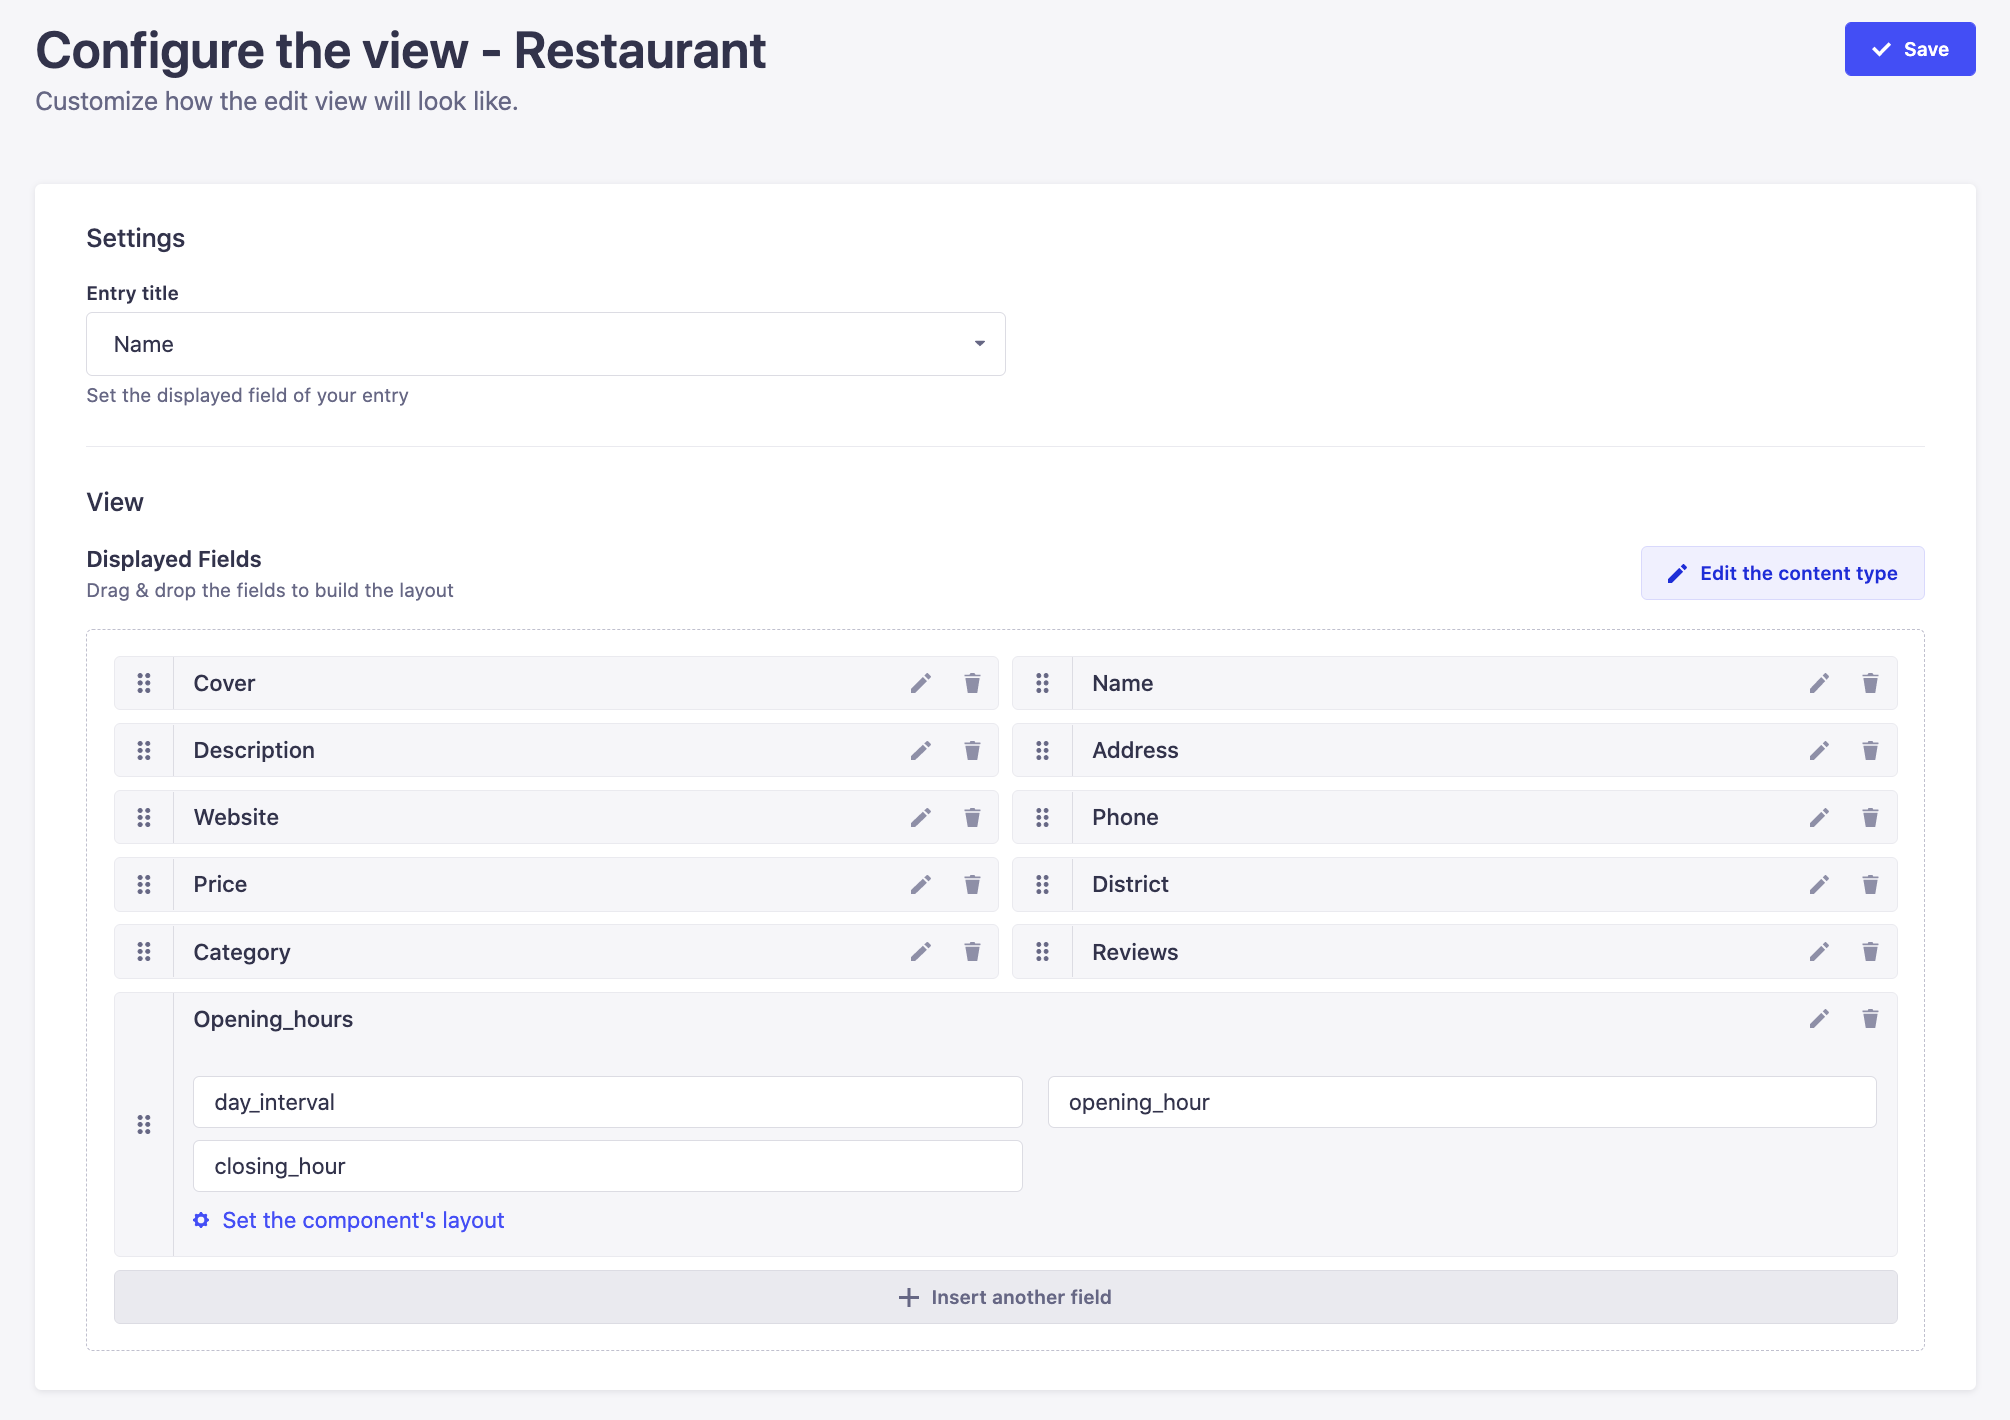 Configure the view - Restaurant
Save
Customize how the edit view will look like.
Settings
Entry title
Name
Set the displayed field of your entry
View
Displayed Fields
Drag & drop the fields to build the layout
Edit the content type
Cover
Name
Description
Address
Website
Phone
Price
District
Category
Reviews
Opening_hours
day_interval
opening_hour
closing_hour
Set the component's layout
Insert another field